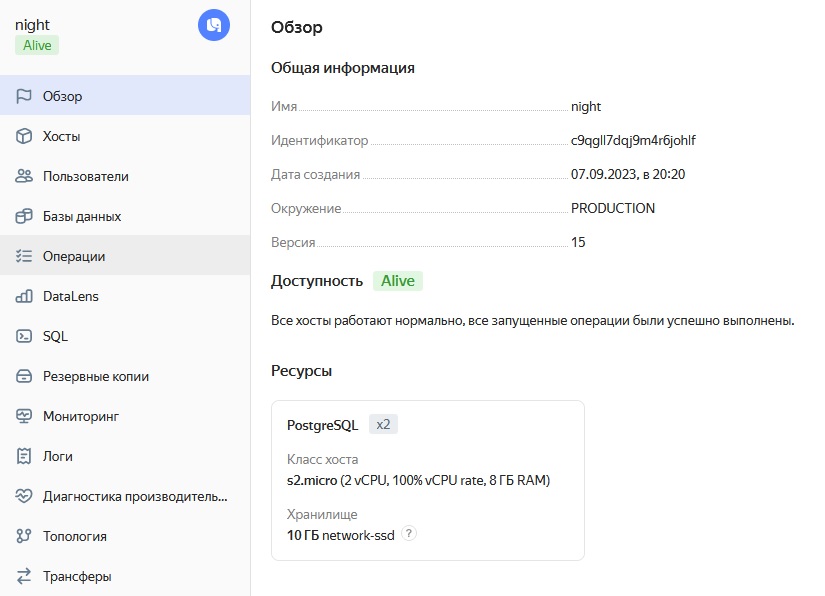 night
Alive
Обзор
Хосты
Пользователи
Базы данных
Операции
DataLens
SQL
Резервные копии
Мониторинг
Логи
Диагностика производитель...
Топология
Трансферы
Обзор
Общая информация
Имя night
Идентификатор c9qgll7dqj9m4r6johlf
Дата создания 07.09.2023, в 20:20
Окружение PRODUCTION
Версия 15
Доступность Alive
Все хосты работают нормально, все запущенные операции были успешно выполнены.
Ресурсы
PostgreSQL x2
Класс хоста
s2.micro (2 vCPU, 100% vCPU rate, 8 ГБ RAM)
Хранилище
10 ГБ network-ssd ?